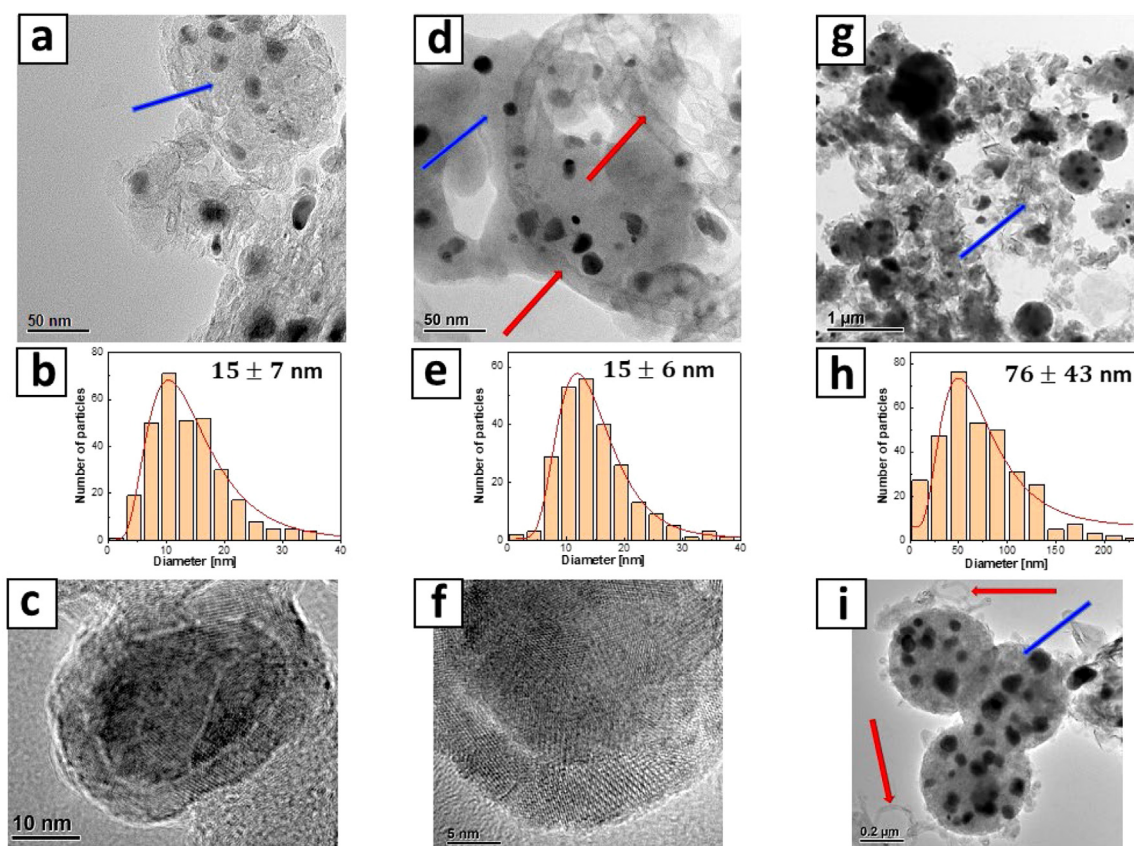 a
50 nm
d
50 nm
g
1 µm
b
15 ± 7 nm
Number of particles
80
60
40
20
0
0 10 20 30 40
Diameter [nm]
e
15 ± 6 nm
Number of particles
60
40
20
0
0 10 20 30 40
Diameter [nm]
h
76 ± 43 nm
Number of particles
80
60
40
20
0
0 50 100 150 200
Diameter [nm]
c
10 nm
f
5 nm
i
0.2 µm